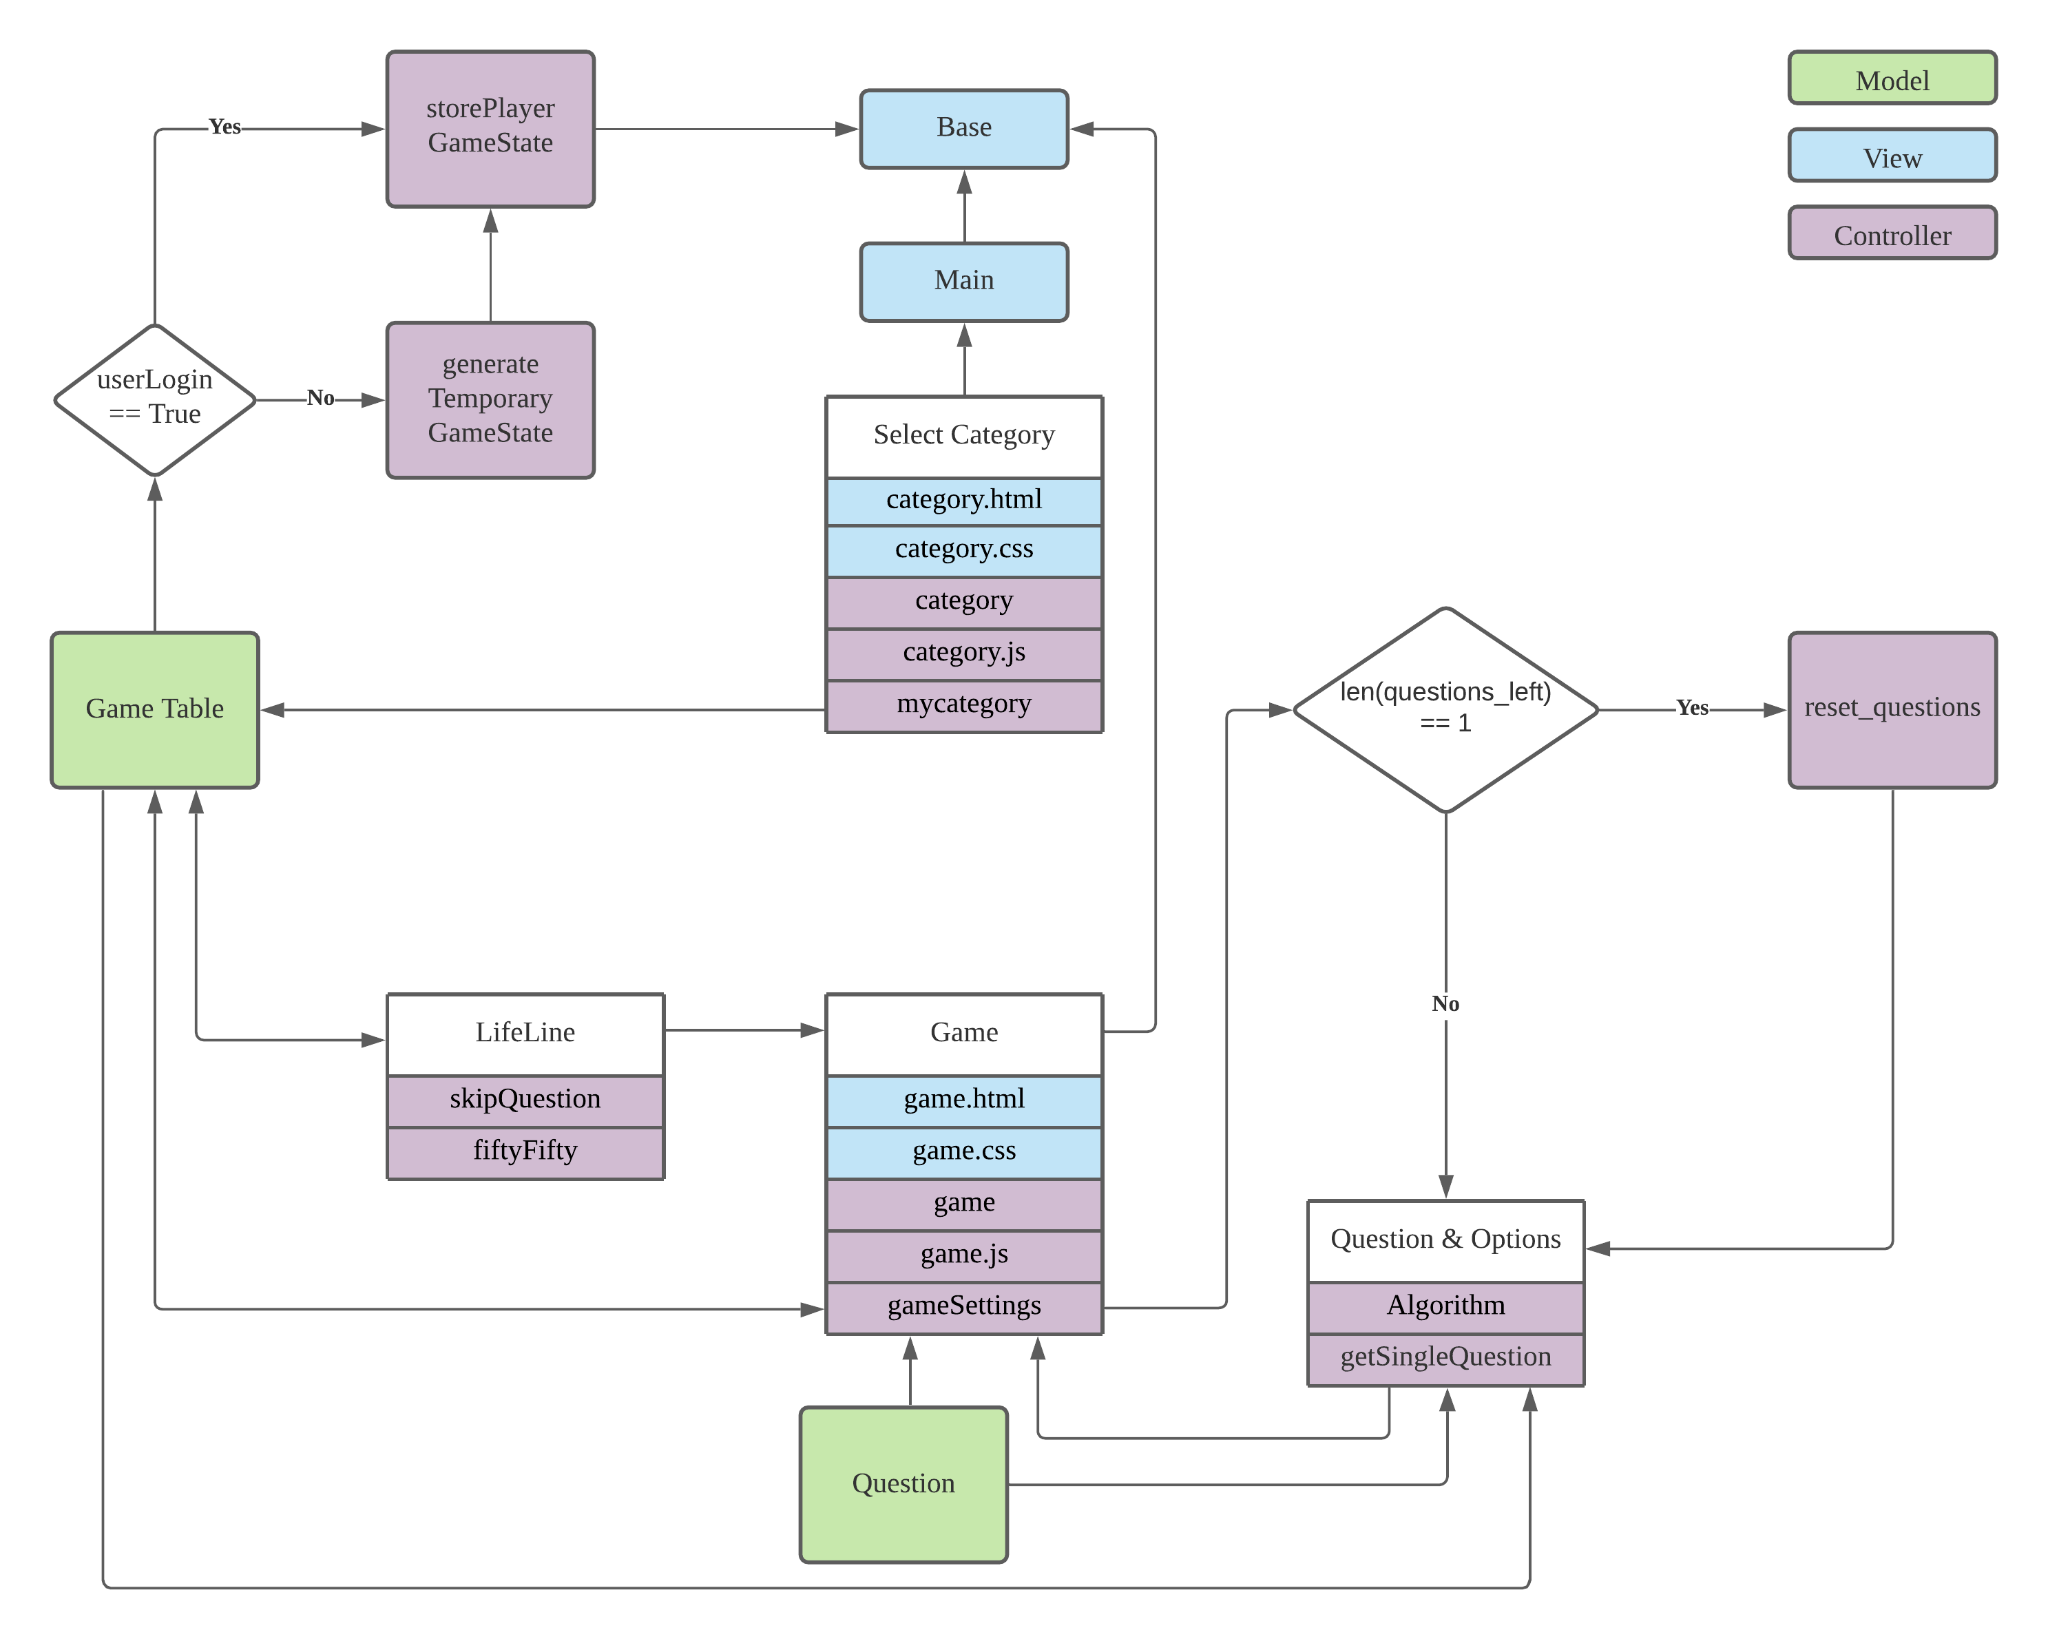 storePlayer
GameState
Base
Model
View
Controller
Yes
Main
userLogin
== True
No
generate
Temporary
GameState
Select Category
category.html
category.css
category
category.js
mycategory
Game Table
len(questions_left)
== 1
Yes
reset_questions
No
LifeLine
skipQuestion
fiftyFifty
Game
game.html
game.css
game
game.js
gameSettings
Question & Options
Algorithm
getSingleQuestion
Question